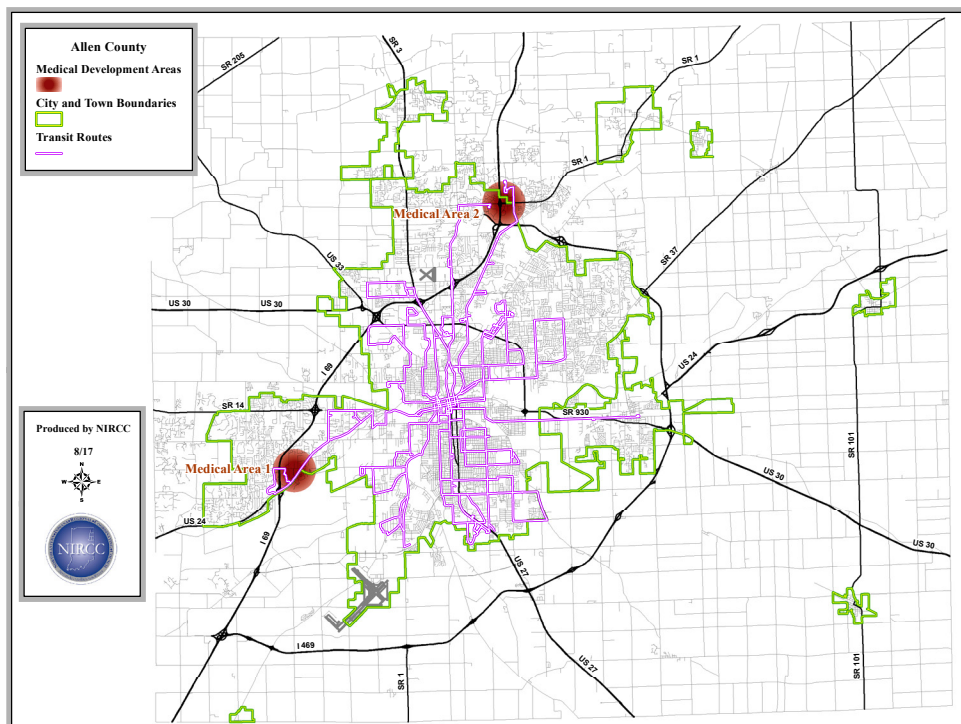 Allen County
Medical Development Areas
City and Town Boundaries
Transit Routes
SR 205
SR 3
SR 1
SR 1
Medical Area 2
US 33
SR 37
US 30
US 30
I 69
US 24
SR 14
SR 930
SR 101
Medical Area 1
US 30
US 24
I 69
US 30
US 27
I 469
SR 1
US 27
SR 101
Produced by NIRCC
8/17
N
W
E
S
NIRCC